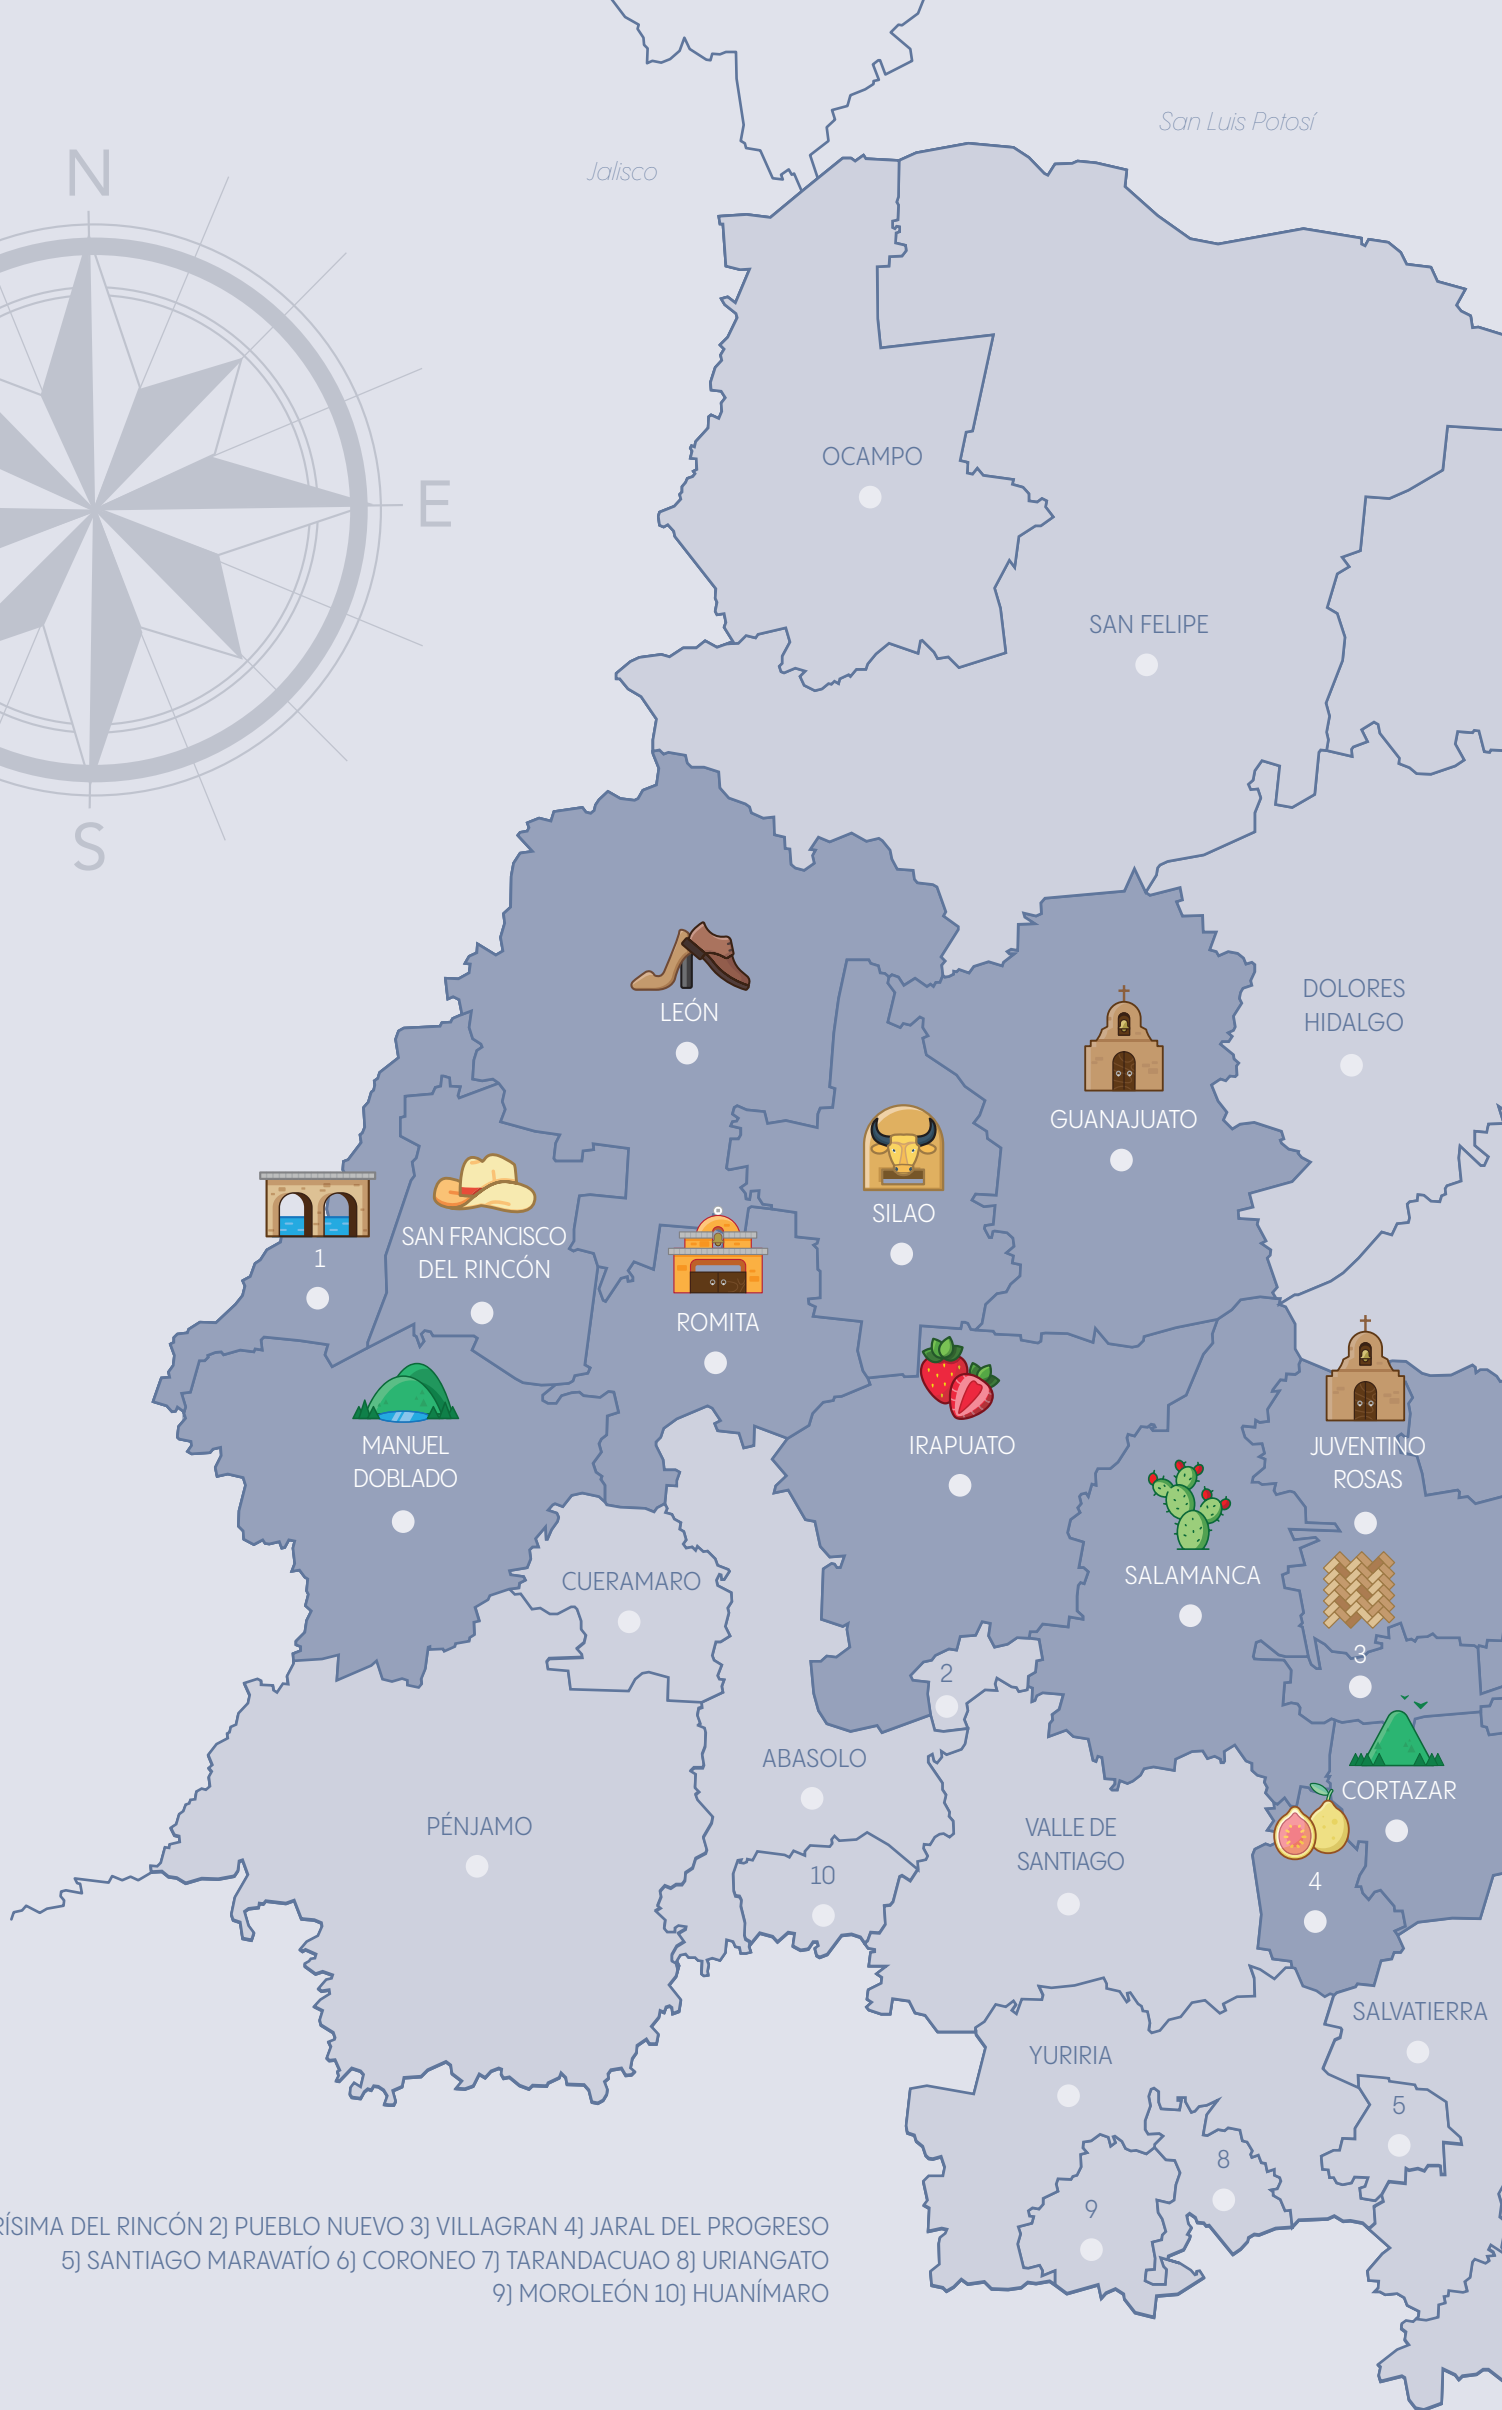 San Luis Potosí
Jalisco
N
E
S
OCAMPO
SAN FELIPE
LEÓN
DOLORES
HIDALGO
GUANAJUATO
SILAO
SAN FRANCISCO
DEL RINCÓN
1
ROMITA
MANUEL
DOBLADO
IRAPUATO
JUVENTINO
ROSAS
CUERAMARO
SALAMANCA
3
2
ABASOLO
CORTAZAR
PÉNJAMO
VALLE DE
SANTIAGO
10
4
SALVATIERRA
YURIRIA
5
8
9
RÍSIMA DEL RINCÓN 2) PUEBLO NUEVO 3) VILLAGRAN 4) JARAL DEL PROGRESO
5) SANTIAGO MARAVATÍO 6) CORONEO 7) TARANDACUAO 8) URIANGATO
9) MOROLEÓN 10) HUANÍMARO